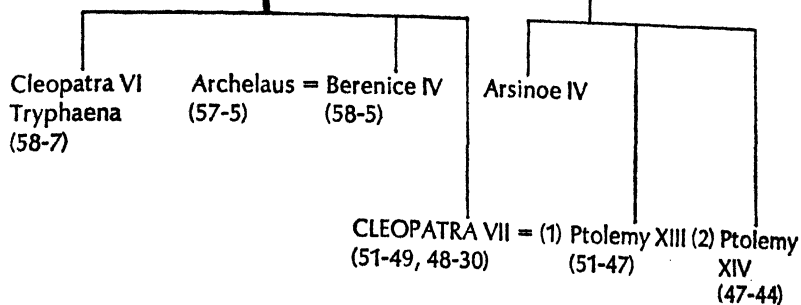 Cleopatra VI
Tryphaena
(58-7)
Archelaus = Berenice IV
(57-5) (58-5)
Arsinoe IV
CLEOPATRA VII = (1) Ptolemy XIII (2) Ptolemy
(51-49, 48-30) (51-47) XIV
(47-44)